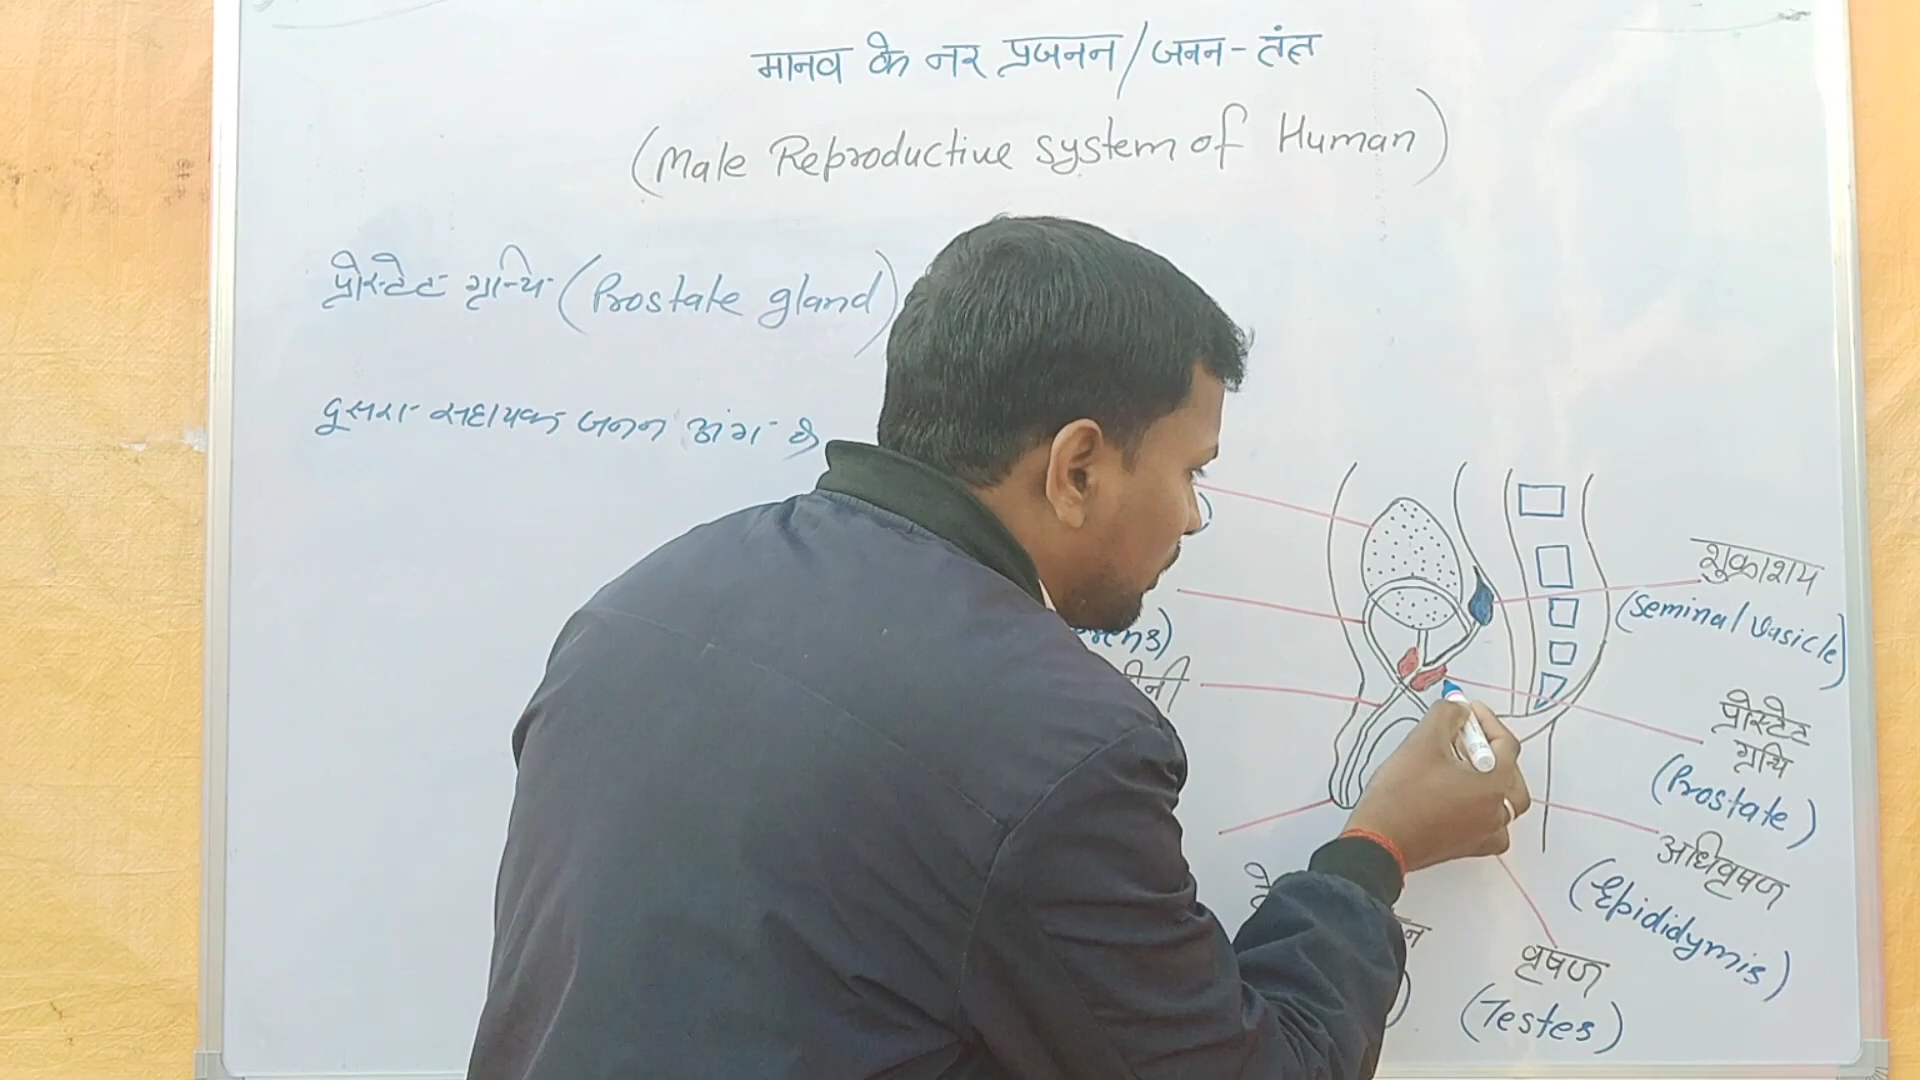 मानव के नर प्रजनन/जनन-तंत्र
(Male Reproductive system of Human)
प्रोस्टेट ग्रन्थि (Prostate gland)
दूसरा सहायक जनन अंग के
शुक्राशय
(Seminal Vasicle)
प्रोस्टेट
ग्रन्थि
(Prostate)
अधिवृषण
(Epididymis)
वृषण
(Testes)